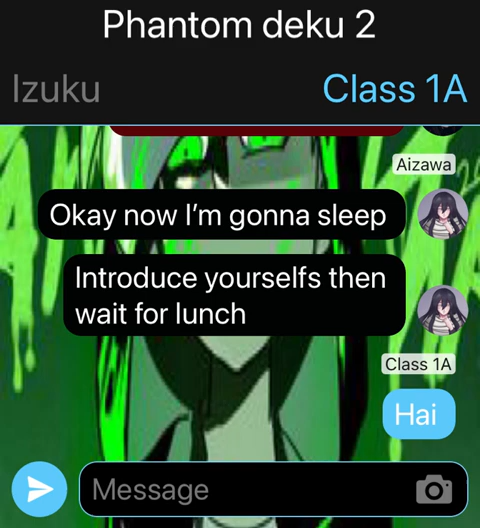 Phantom deku 2
Izuku
Class 1A
Aizawa
Okay now I’m gonna sleep
Introduce yourselfs then
wait for lunch
Class 1A
Hai
Message